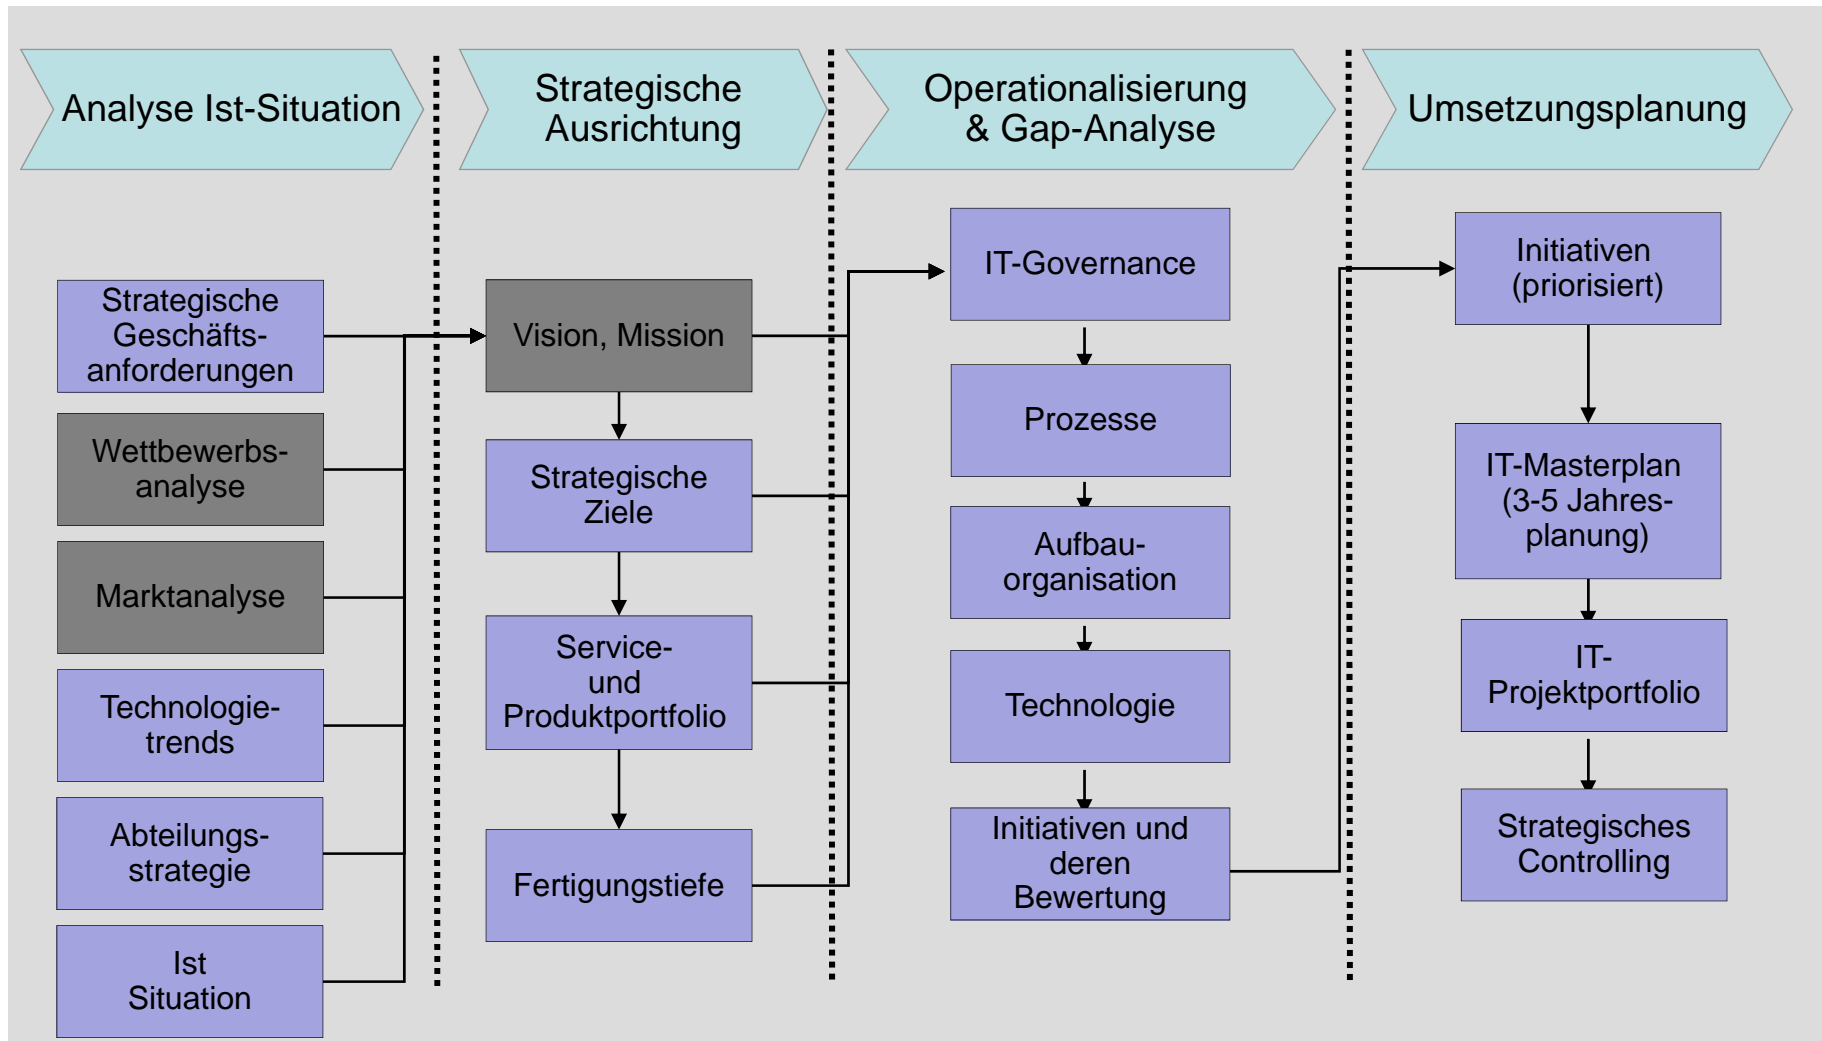 Analyse Ist-Situation
Strategische
Ausrichtung
Operationalisierung
& Gap-Analyse
Umsetzungsplanung
Strategische
Geschäfts-
anforderungen
Wettbewerbs-
analyse
Marktanalyse
Technologie-
trends
Abteilungs-
strategie
Ist
Situation
Vision, Mission
Strategische
Ziele
Service-
und
Produktportfolio
Fertigungstiefe
IT-Governance
Prozesse
Aufbau-
organisation
Technologie
Initiativen und
deren
Bewertung
Initiativen
(priorisiert)
IT-Masterplan
(3-5 Jahres-
planung)
IT-
Projektportfolio
Strategisches
Controlling